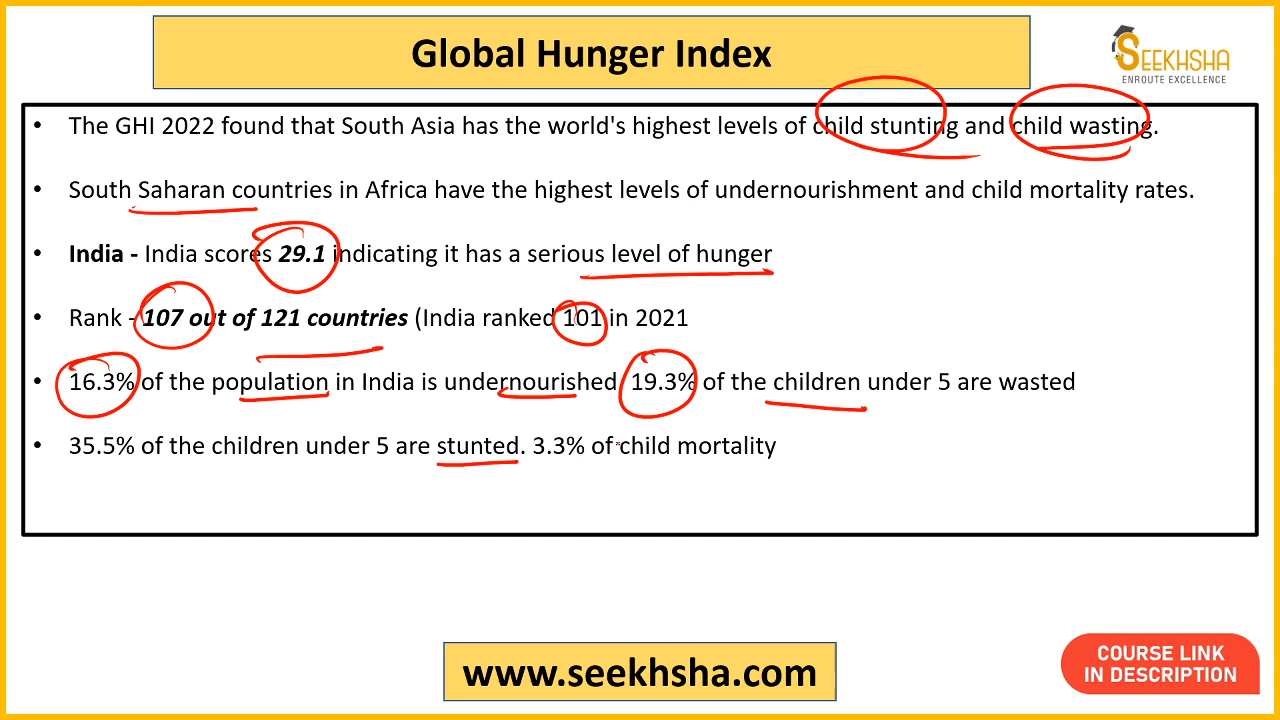 Global Hunger Index
SEEKHSHA
ENROUTE EXCELLENCE
• The GHI 2022 found that South Asia has the world's highest levels of child stunting and child wasting.
• South Saharan countries in Africa have the highest levels of undernourishment and child mortality rates.
• India - India scores 29.1 indicating it has a serious level of hunger
• Rank - 107 out of 121 countries (India ranked 101 in 2021
• 16.3% of the population in India is undernourished 19.3% of the children under 5 are wasted
• 35.5% of the children under 5 are stunted. 3.3% of child mortality
www.seekhsha.com
COURSE LINK
IN DESCRIPTION